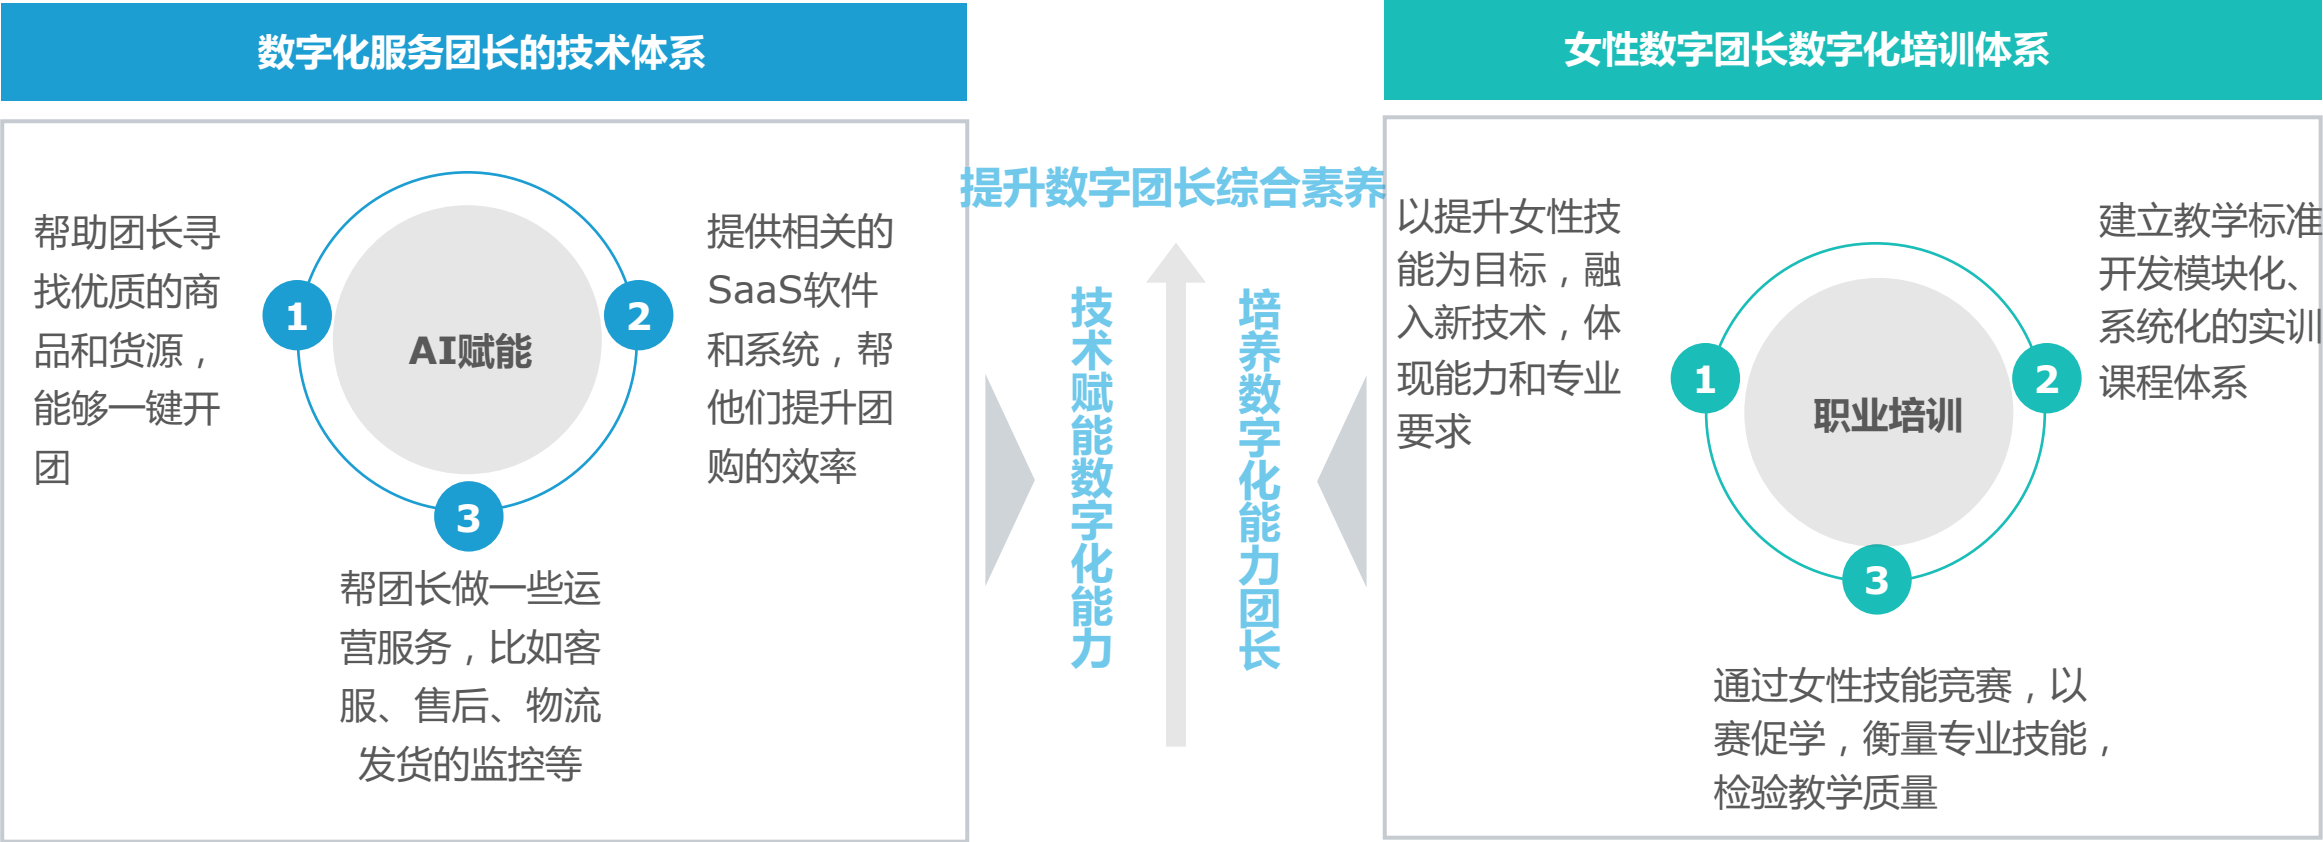 数字化服务团长的技术体系
帮助团长寻
找优质的商
品和货源，
能够一键开
团
1
AI赋能
2
3
提供相关的
SaaS软件
和系统，帮
他们提升团
购的效率
帮团长做一些运
营服务，比如客
服、售后、物流
发货的监控等
提升数字团长综合素养
技术赋能数字化能力
培养数字化能力团长
女性数字团长数字化培训体系
以提升女性技
能为目标，融
入新技术，体
现能力和专业
要求
1
职业培训
2
3
建立教学标准
开发模块化、
系统化的实训
课程体系
通过女性技能竞赛，以
赛促学，衡量专业技能，
检验教学质量